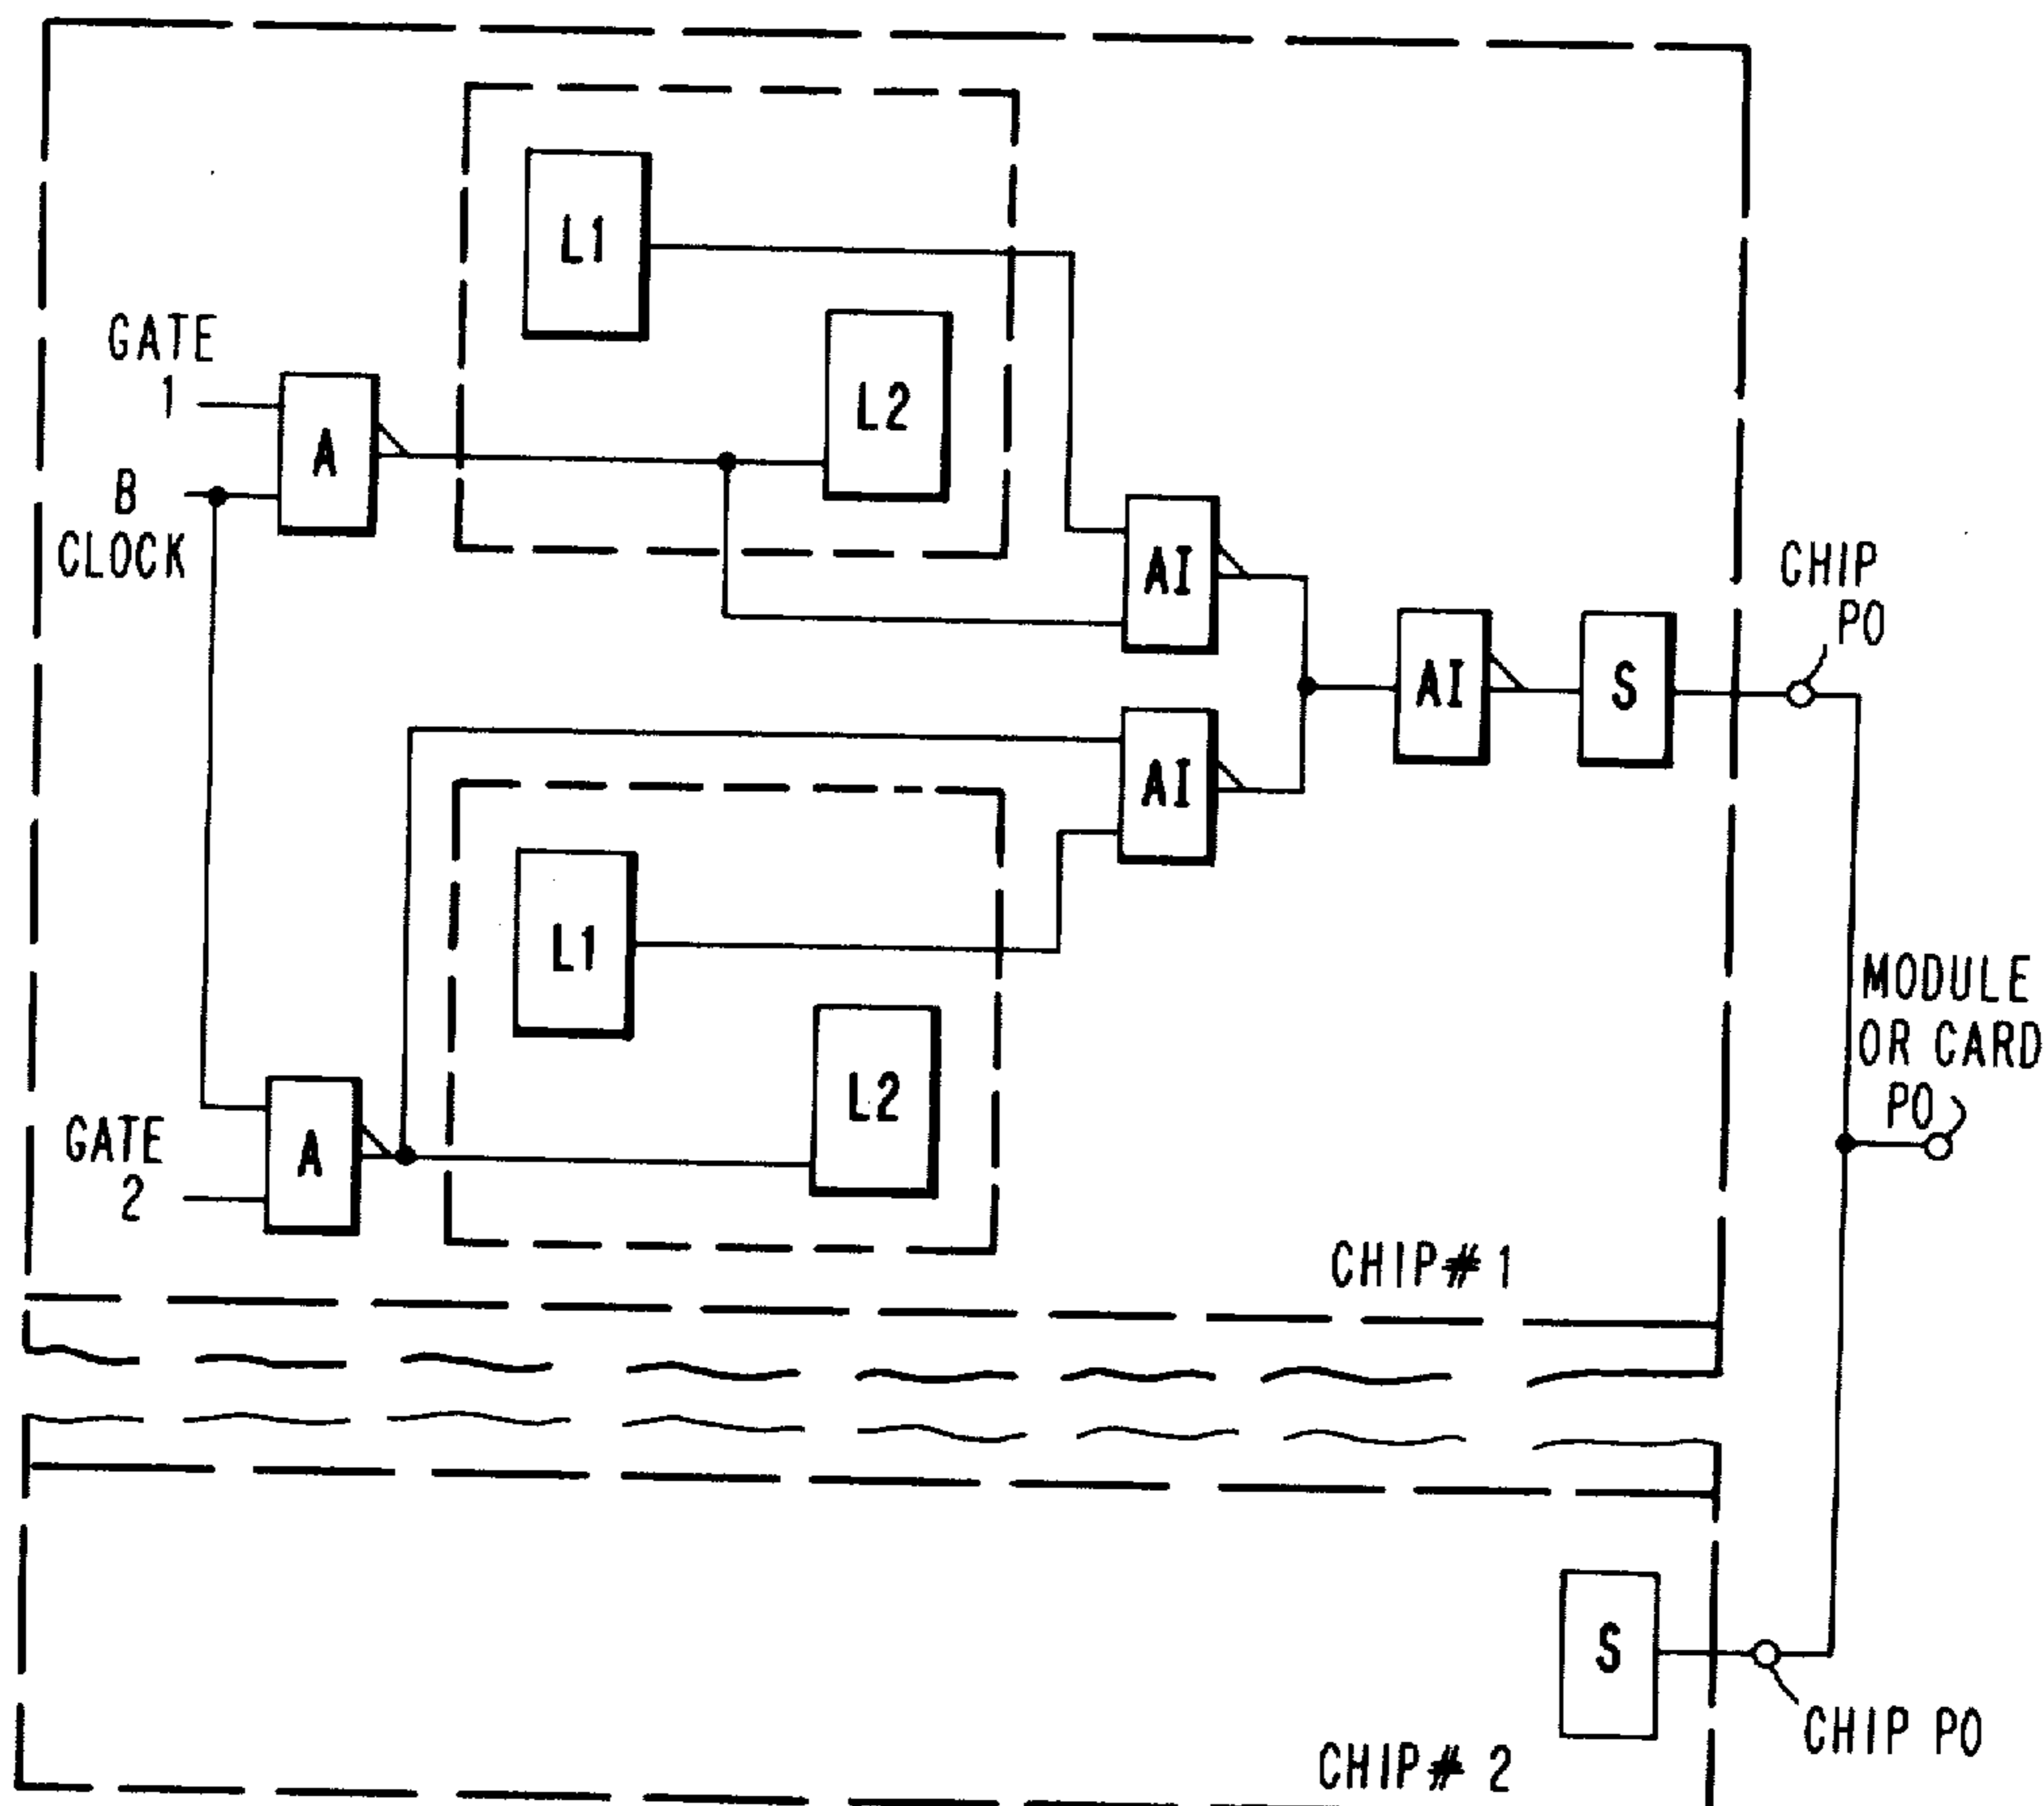 L1
GATE
1
L2
A
B
CLOCK
AI
CHIP
PO
AI
S
AI
L1
MODULE
OR CARD
PO
L2
GATE
2
A
CHIP# 1
S
CHIP PO
CHIP# 2